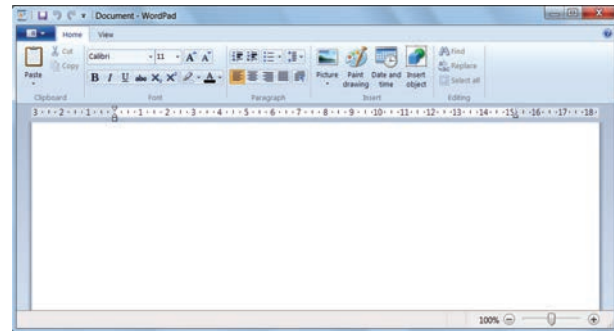 Document - WordPad
Home View
Cut
Copy
Paste
Clipboard
Calibri 11
A A
B I U abc X₂ X² A
Font
Paragraph
Picture
Paint drawing
Date and time
Insert object
Insert
Find
Replace
Select all
Editing
3 2 1 1 2 3 4 5 6 7 8 9 10 11 12 13 14 15 16 17 18
100%